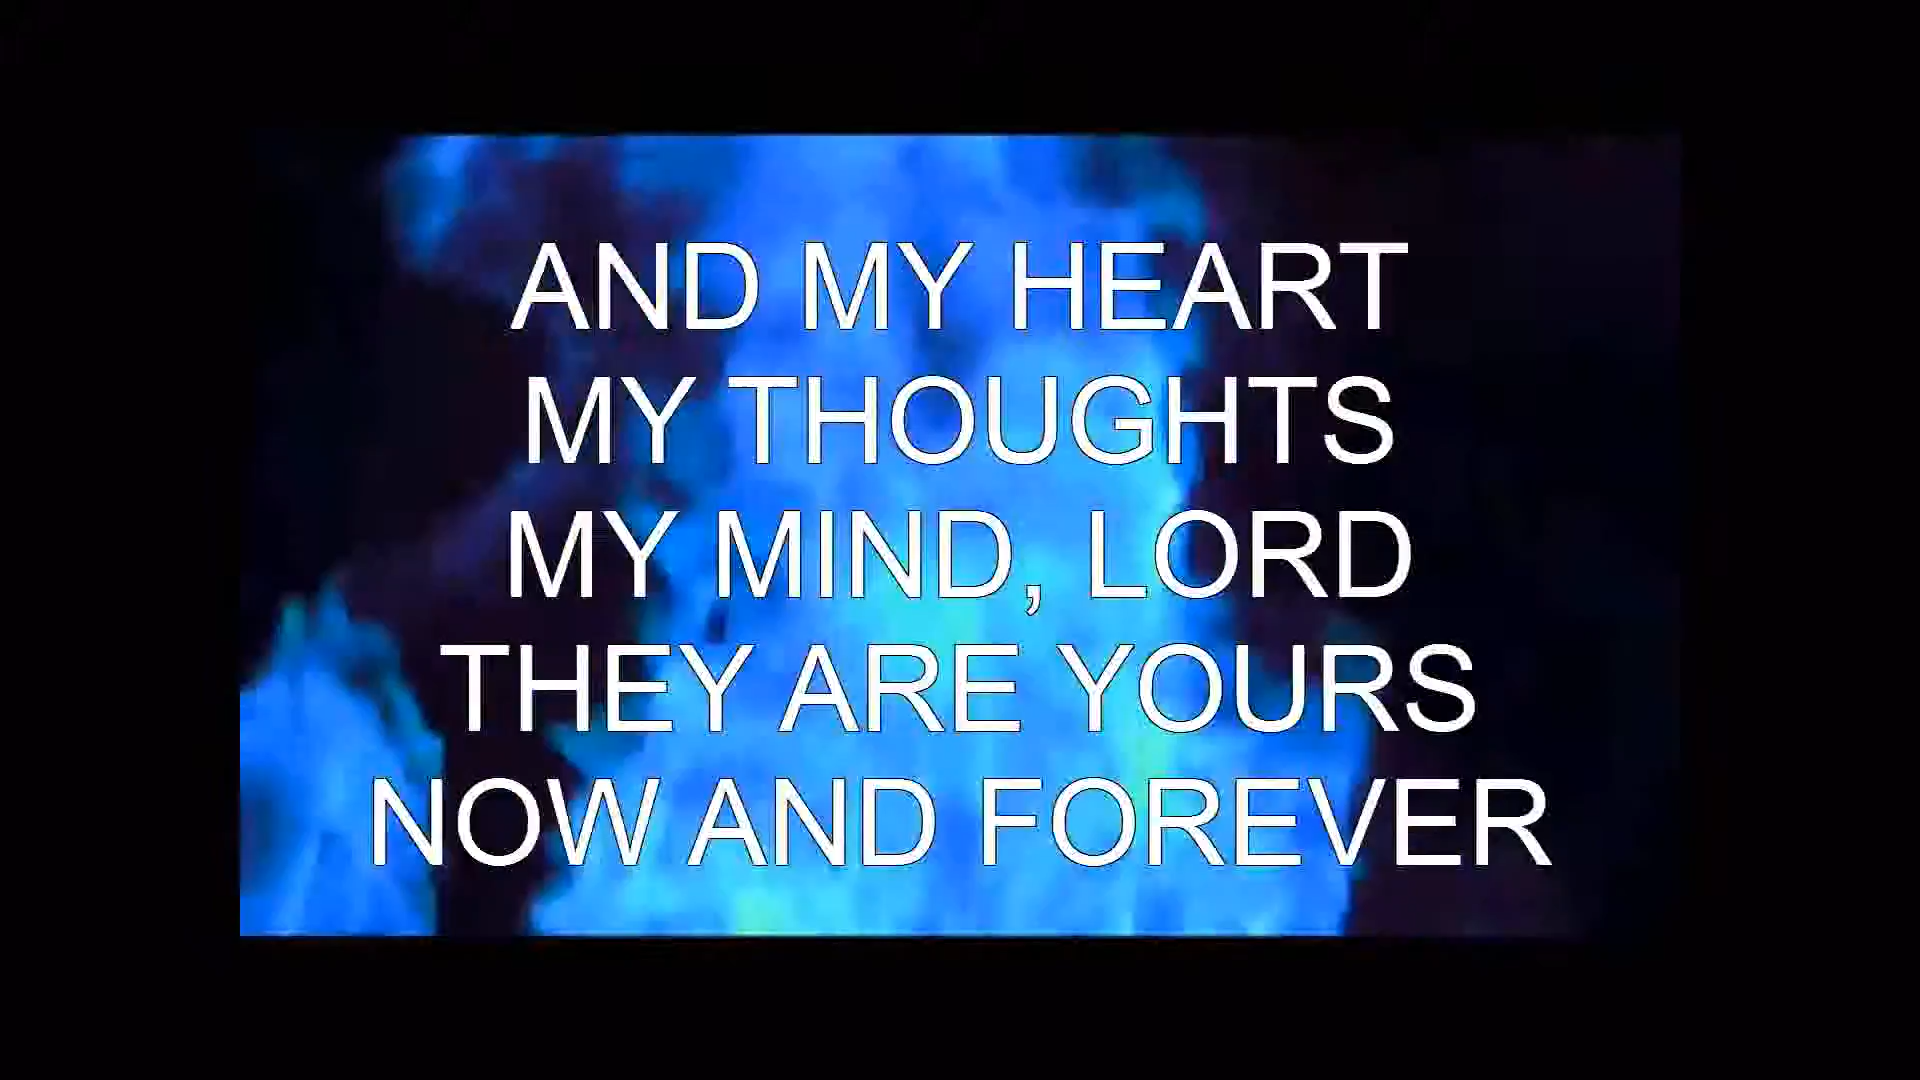 AND MY HEART
MY THOUGHTS
MY MIND, LORD
THEY ARE YOURS
NOW AND FOREVER